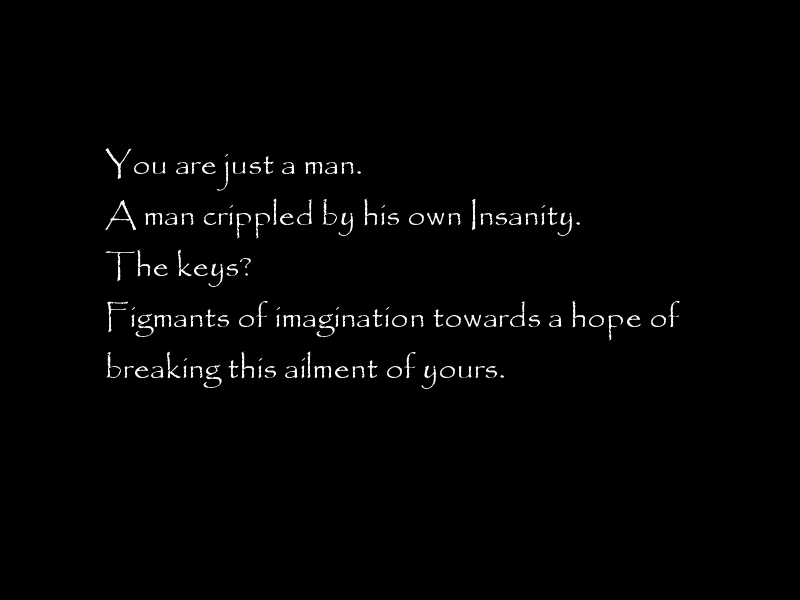 You are just a man.
A man crippled by his own Insanity.
The keys?
Figmants of imagination towards a hope of
breaking this ailment of yours.